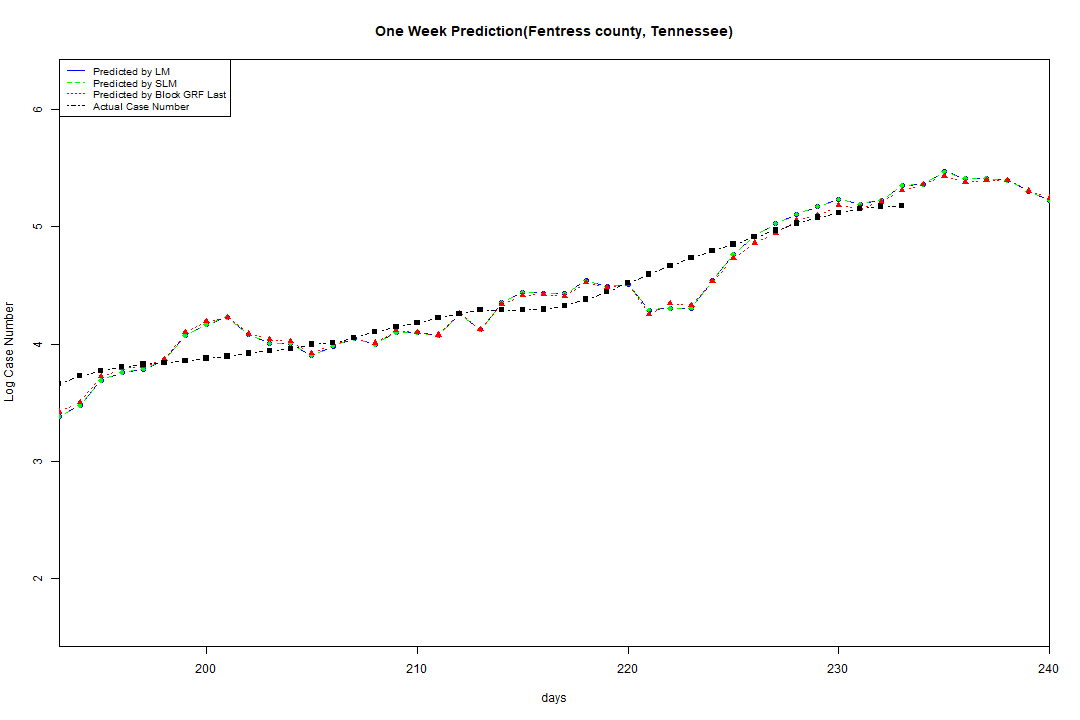 One Week Prediction(Fentress county, Tennessee)
Predicted by LM
Predicted by SLM
Predicted by Block GRF Last
Actual Case Number
Log Case Number
6
5
4
3
2
200
210
220
230
240
days